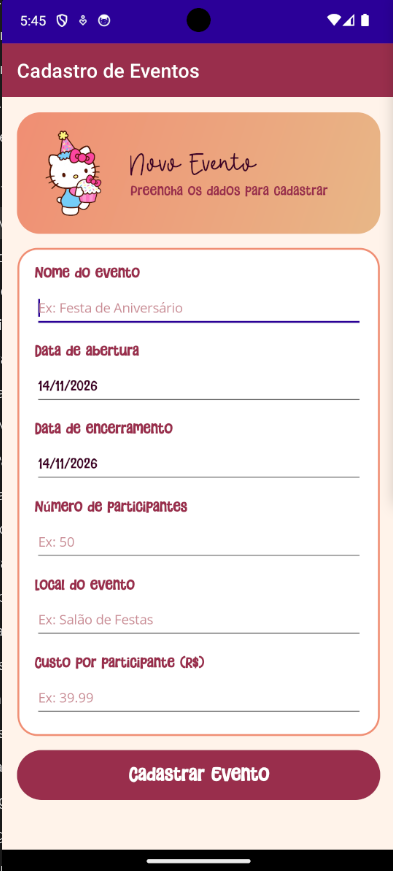 5:45
Cadastro de Eventos
Novo Evento
Preencha os dados para cadastrar
Nome do evento
Ex: Festa de Aniversário
Data de abertura
14/11/2026
Data de encerramento
14/11/2026
Número de participantes
Ex: 50
Local do evento
Ex: Salão de Festas
Custo por participante (R$)
Ex: 39.99
Cadastrar Evento